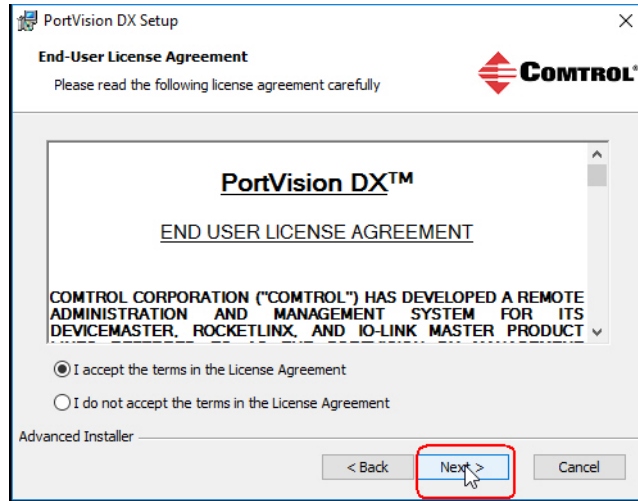 PortVision DX Setup
End-User License Agreement
Please read the following license agreement carefully
COMTROL®
PortVision DX™
END USER LICENSE AGREEMENT
COMTROL CORPORATION ("COMTROL") HAS DEVELOPED A REMOTE
ADMINISTRATION AND MANAGEMENT SYSTEM FOR ITS
DEVICEMASTER, ROCKETLINX, AND IO-LINK MASTER PRODUCT
I accept the terms in the License Agreement
I do not accept the terms in the License Agreement
Advanced Installer
< Back Next > Cancel